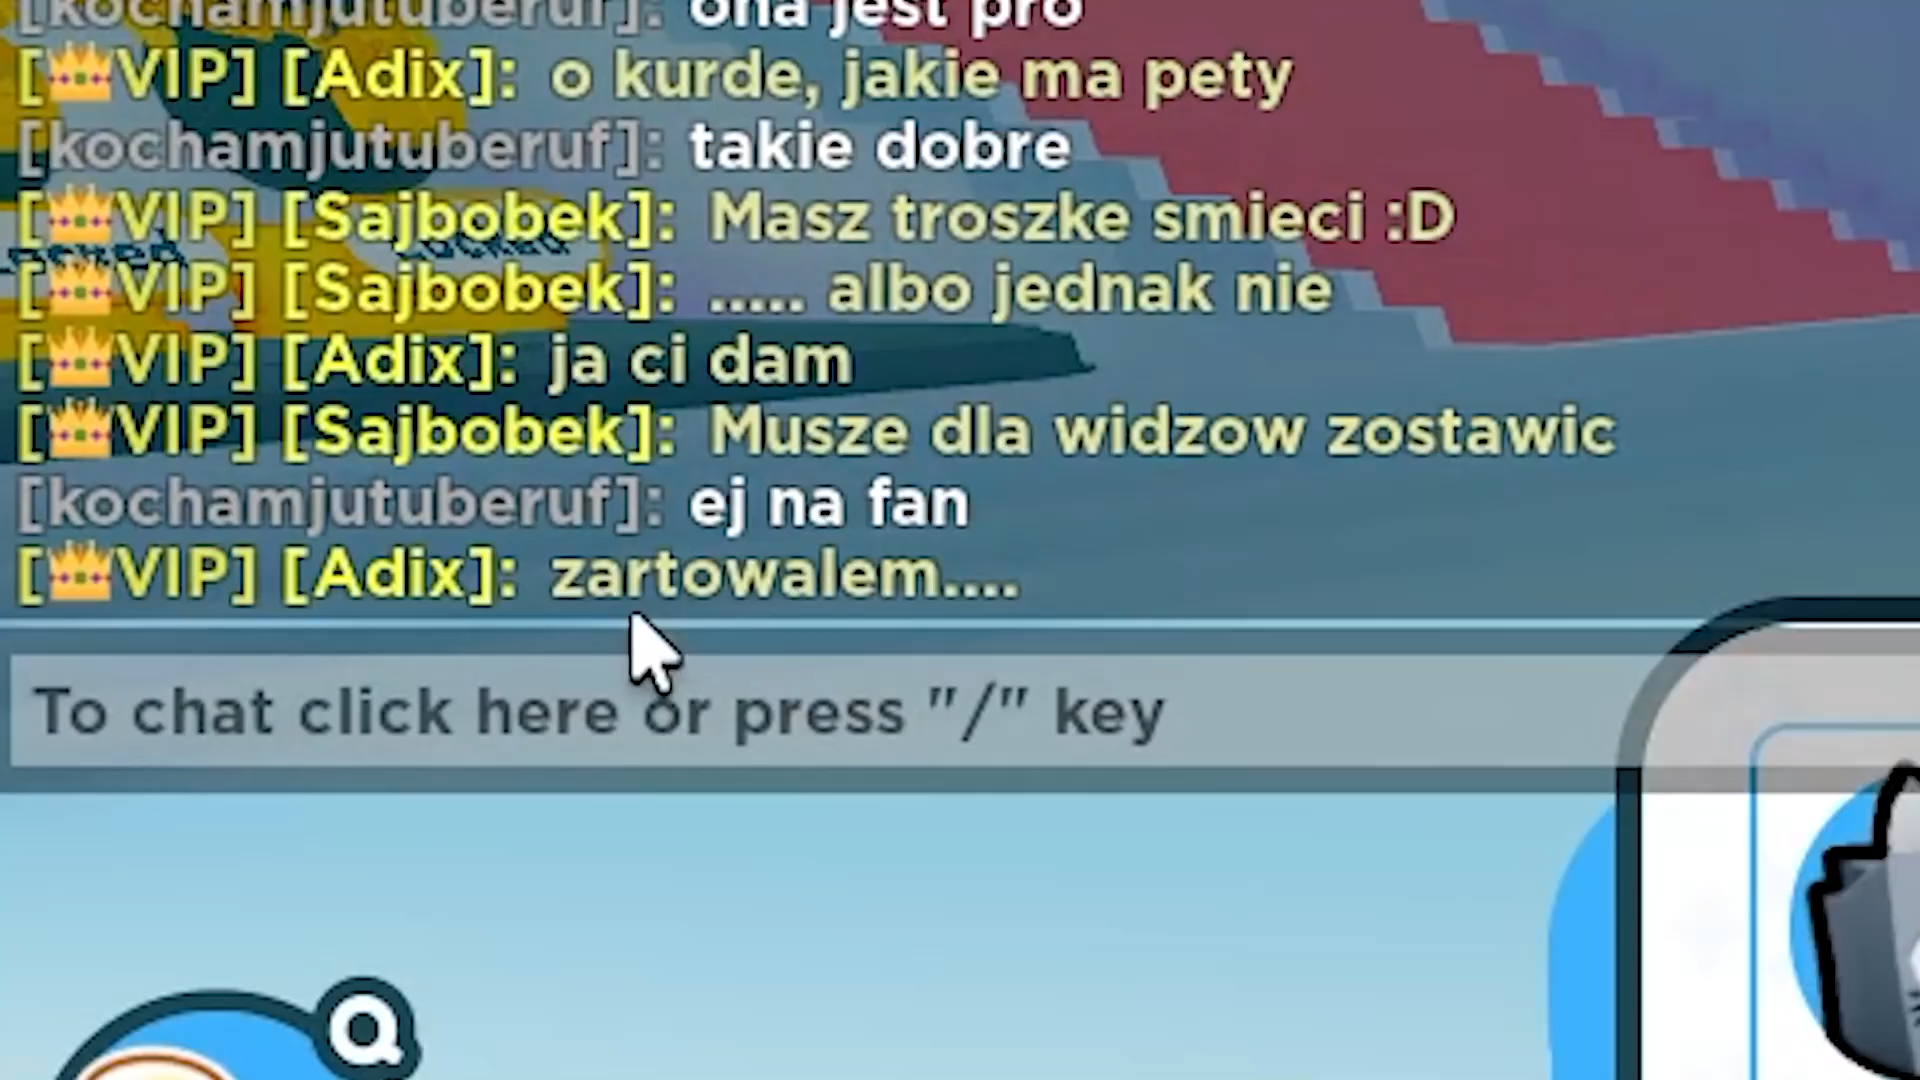 [kochamjutuberuf]: ona jest pro
[👑VIP] [Adix]: o kurde, jakie ma pety
[kochamjutuberuf]: takie dobre
[👑VIP] [Sajbobek]: Masz troszke smieci :D
[👑VIP] [Sajbobek]: ..... albo jednak nie
[👑VIP] [Adix]: ja ci dam
[👑VIP] [Sajbobek]: Musze dla widzow zostawic
[kochamjutuberuf]: ej na fan
[👑VIP] [Adix]: zartowalem....
To chat click here or press "/" key
Q